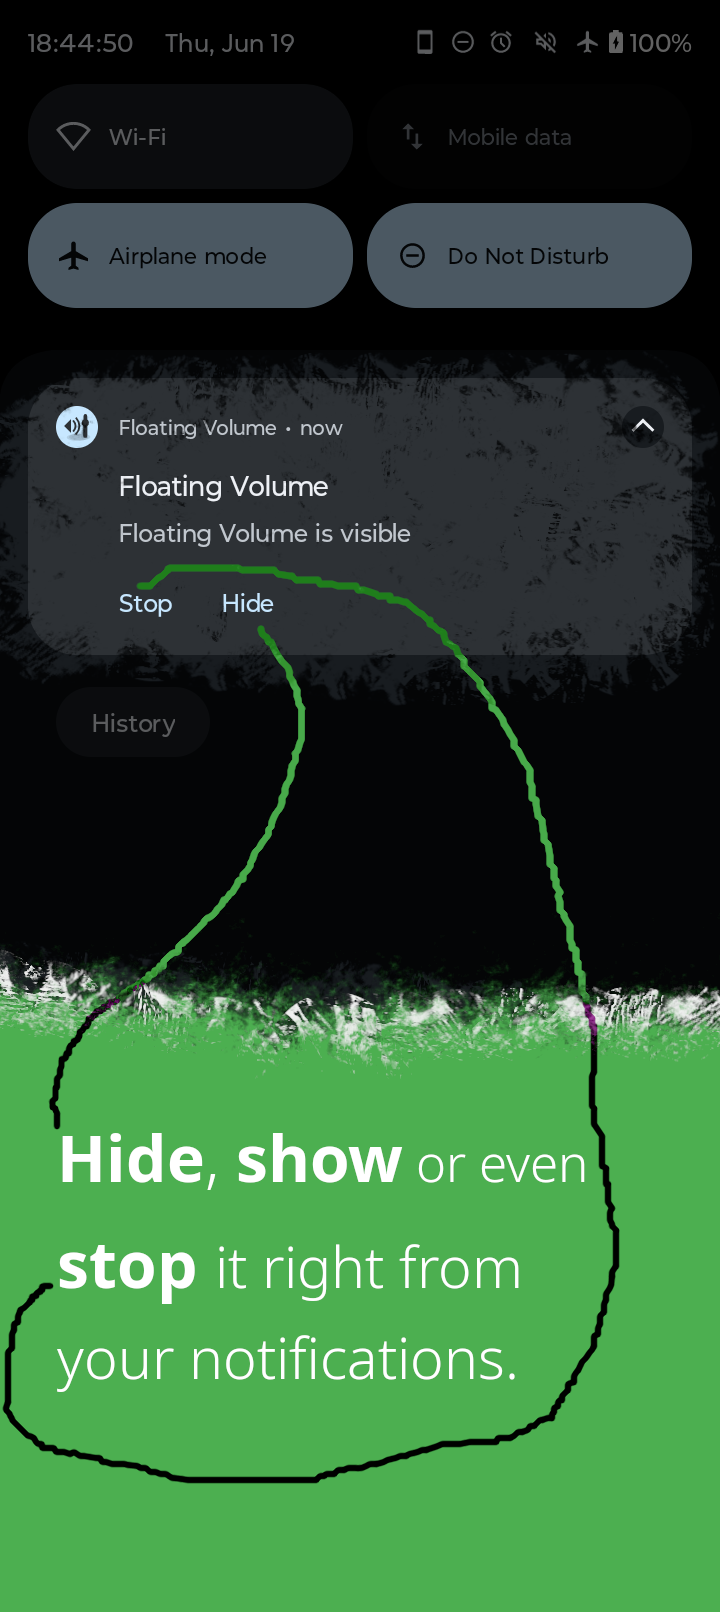 18:44:50 Thu, Jun 19 100%
Wi-Fi Mobile data
Airplane mode Do Not Disturb
Floating Volume • now
Floating Volume
Floating Volume is visible
Stop Hide
History
Hide, show or even
stop it right from
your notifications.